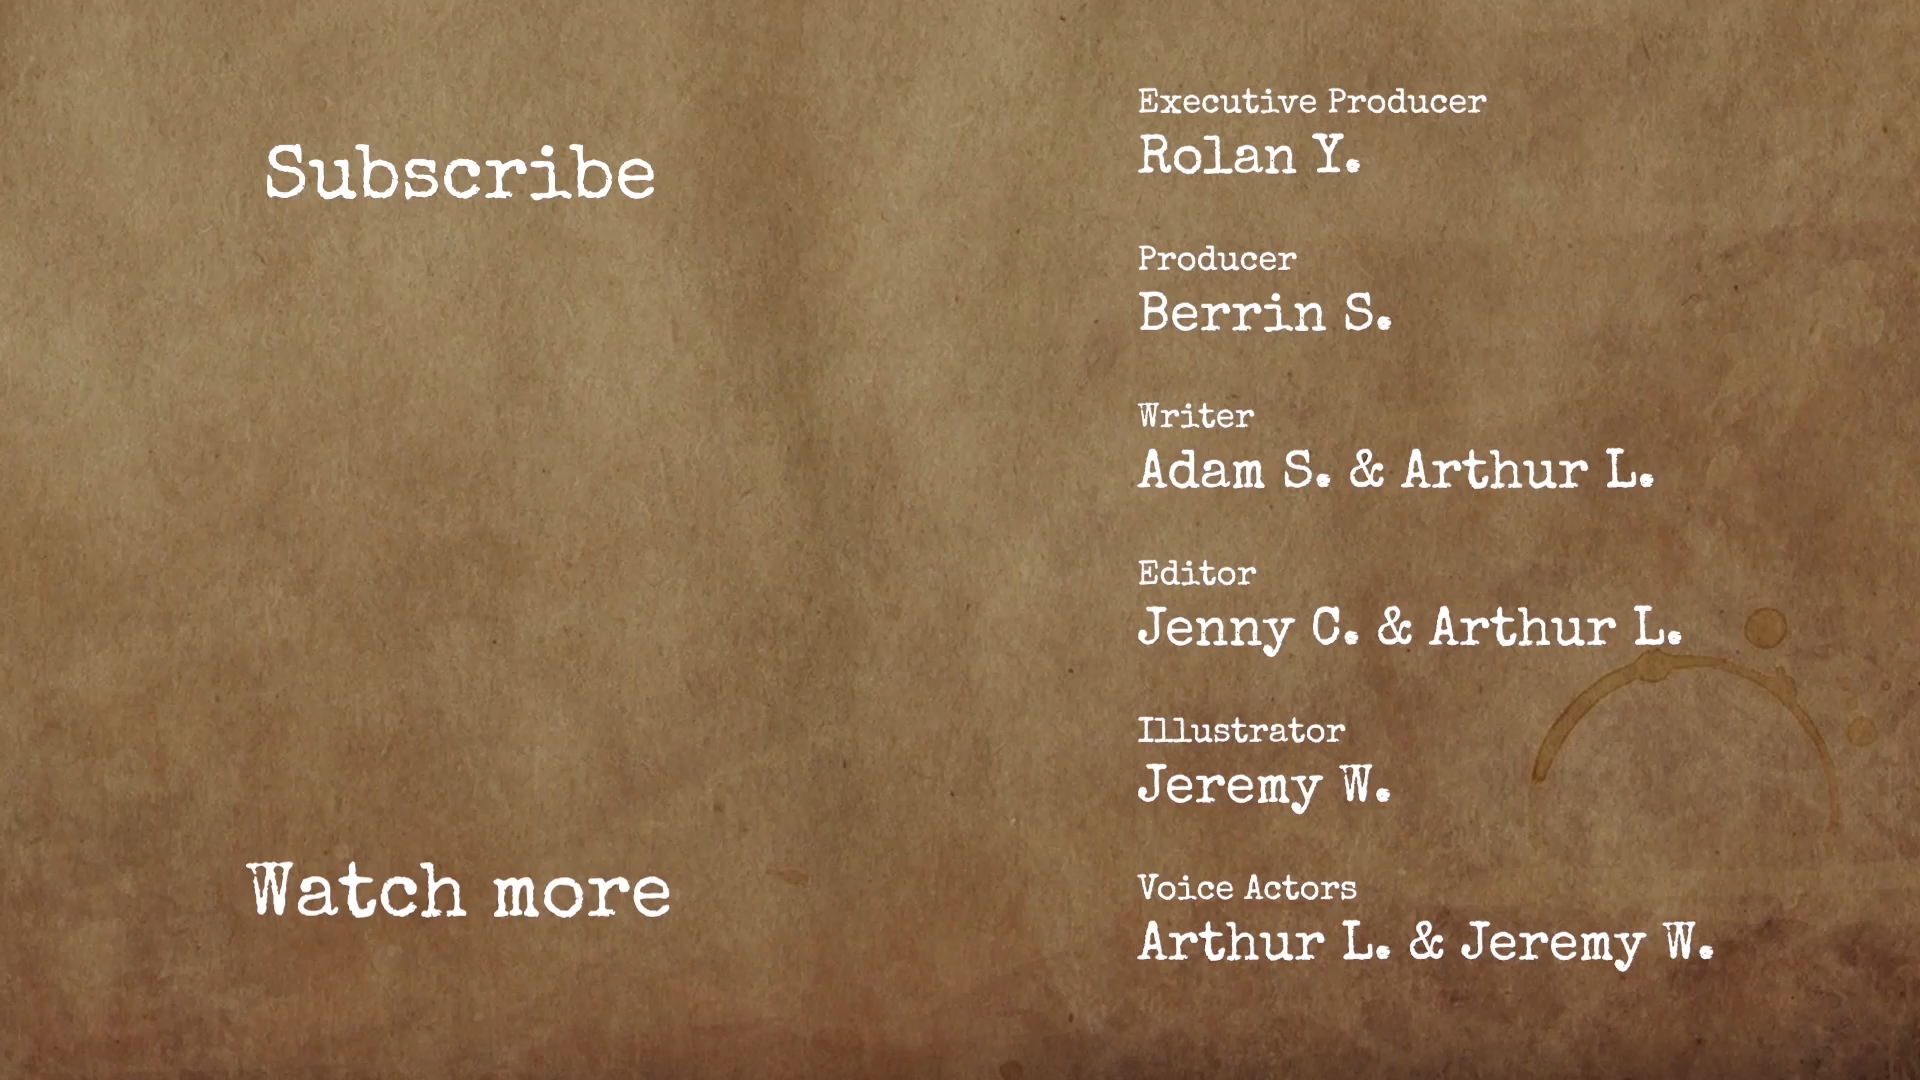 Subscribe
Watch more
Executive Producer
Rolan Y.
Producer
Berrin S.
Writer
Adam S. & Arthur L.
Editor
Jenny C. & Arthur L.
Illustrator
Jeremy W.
Voice Actors
Arthur L. & Jeremy W.